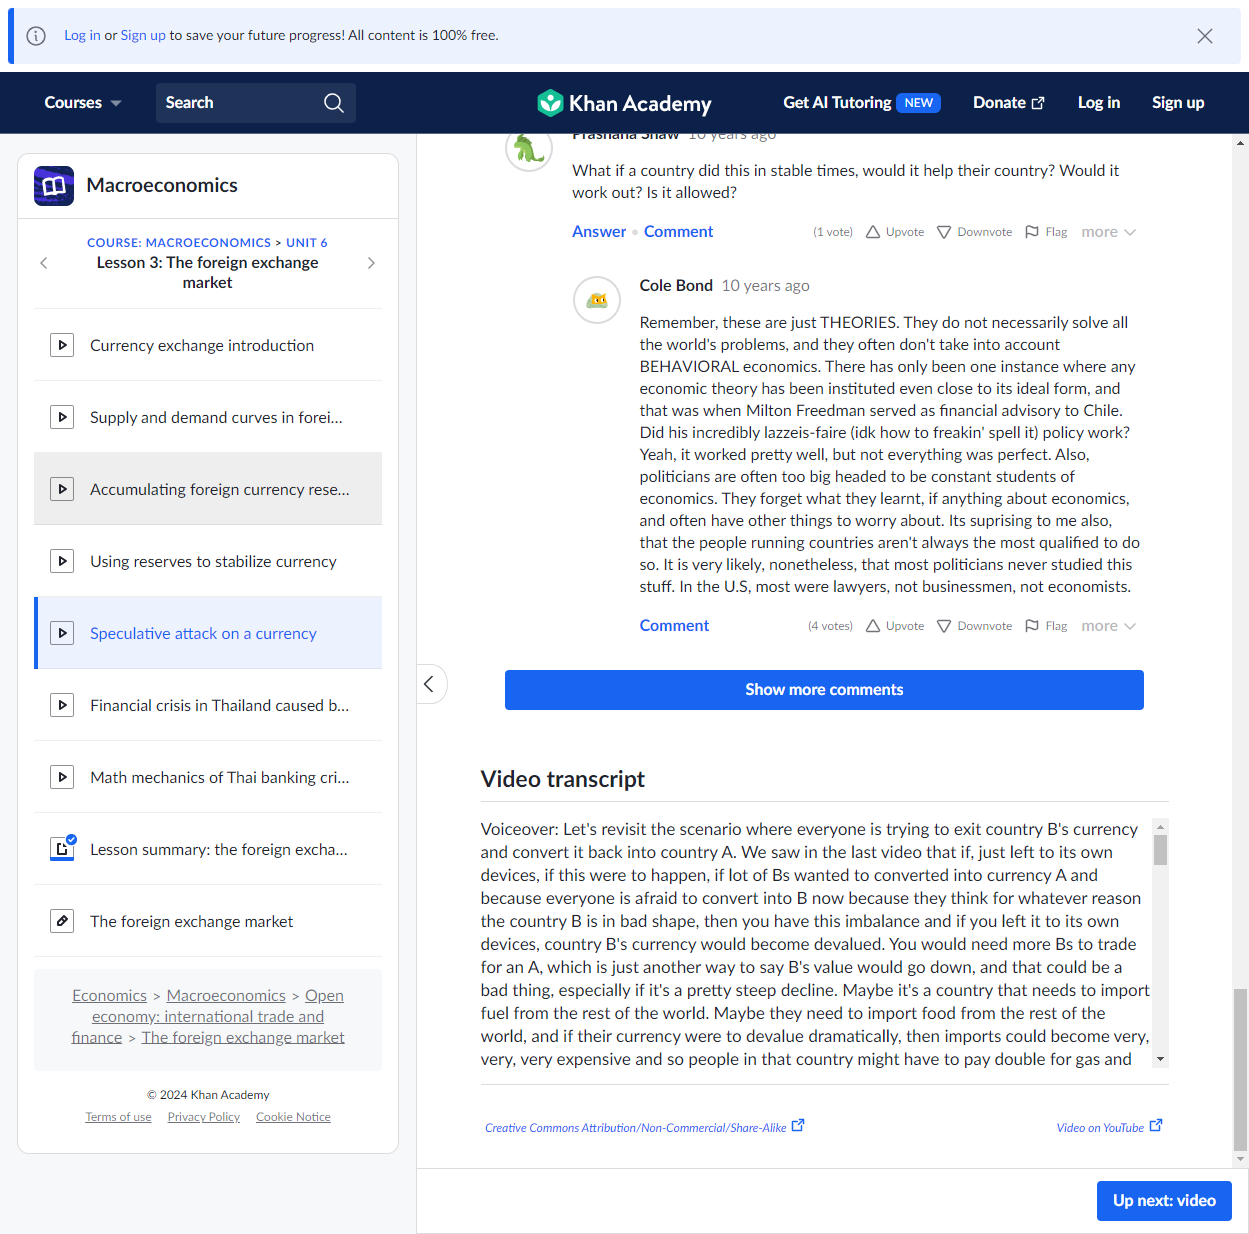 Log in or Sign up to save your future progress! All content is 100% free.
Courses
Search
Khan Academy
Get AI Tutoring NEW
Donate
Log in
Sign up
Macroeconomics
COURSE: MACROECONOMICS > UNIT 6
Lesson 3: The foreign exchange
market
Currency exchange introduction
Supply and demand curves in forei...
Accumulating foreign currency rese...
Using reserves to stabilize currency
Speculative attack on a currency
Financial crisis in Thailand caused b...
Math mechanics of Thai banking cri...
Lesson summary: the foreign excha...
The foreign exchange market
Economics > Macroeconomics > Open
economy: international trade and
finance > The foreign exchange market
© 2024 Khan Academy
Terms of use Privacy Policy Cookie Notice
Prashana Shaw 10 years ago
What if a country did this in stable times, would it help their country? Would it
work out? Is it allowed?
Answer • Comment (1 vote) Upvote Downvote Flag more
Cole Bond 10 years ago
Remember, these are just THEORIES. They do not necessarily solve all
the world's problems, and they often don't take into account
BEHAVIORAL economics. There has only been one instance where any
economic theory has been instituted even close to its ideal form, and
that was when Milton Freedman served as financial advisory to Chile.
Did his incredibly lazzeis-faire (idk how to freakin' spell it) policy work?
Yeah, it worked pretty well, but not everything was perfect. Also,
politicians are often too big headed to be constant students of
economics. They forget what they learnt, if anything about economics,
and often have other things to worry about. Its suprising to me also,
that the people running countries aren't always the most qualified to do
so. It is very likely, nonetheless, that most politicians never studied this
stuff. In the U.S, most were lawyers, not businessmen, not economists.
Comment (4 votes) Upvote Downvote Flag more
Show more comments
Video transcript
Voiceover: Let's revisit the scenario where everyone is trying to exit country B's currency
and convert it back into country A. We saw in the last video that if, just left to its own
devices, if this were to happen, if lot of Bs wanted to converted into currency A and
because everyone is afraid to convert into B now because they think for whatever reason
the country B is in bad shape, then you have this imbalance and if you left it to its own
devices, country B's currency would become devalued. You would need more Bs to trade
for an A, which is just another way to say B's value would go down, and that could be a
bad thing, especially if it's a pretty steep decline. Maybe it's a country that needs to import
fuel from the rest of the world. Maybe they need to import food from the rest of the
world, and if their currency were to devalue dramatically, then imports could become very,
very, very expensive and so people in that country might have to pay double for gas and
Creative Commons Attribution/Non-Commercial/Share-Alike
Video on YouTube
Up next: video